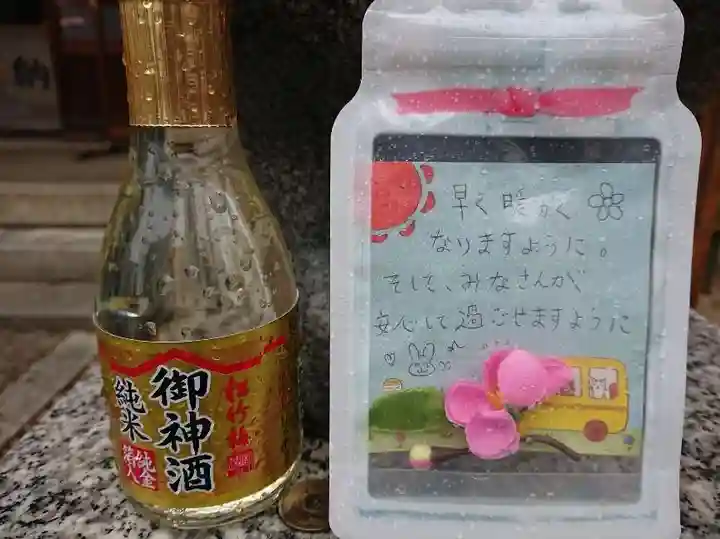 納
松竹梅
御神酒
純米
純金
箔入
早く暖かく
なりますように。
そして、みなさんが、
安心して過ごせますように